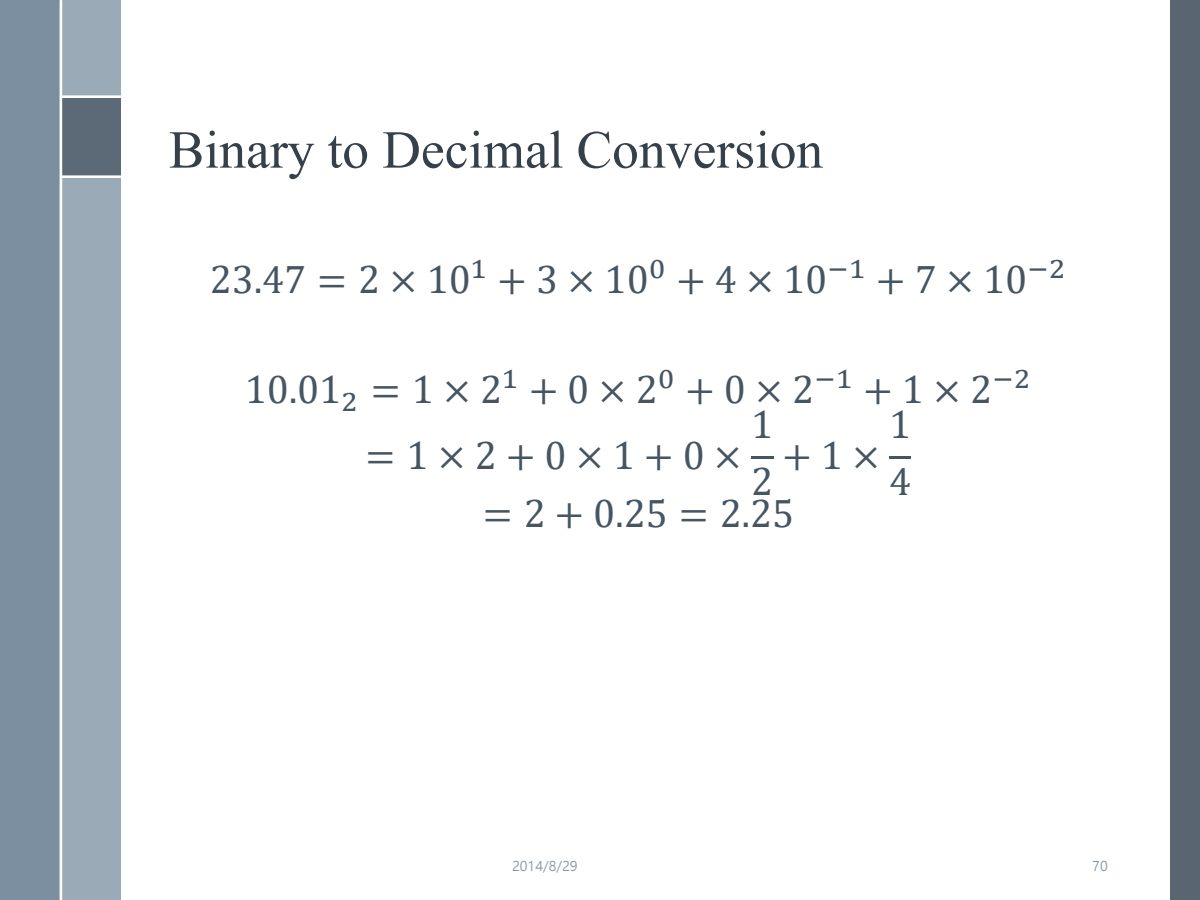 Binary to Decimal Conversion
23.47 = 2 × 10¹ + 3 × 10⁰ + 4 × 10⁻¹ + 7 × 10⁻²
10.01₂ = 1 × 2¹ + 0 × 2⁰ + 0 × 2⁻¹ + 1 × 2⁻²
= 1 × 2 + 0 × 1 + 0 × 1/2 + 1 × 1/4
= 2 + 0.25 = 2.25
2014/8/29 70